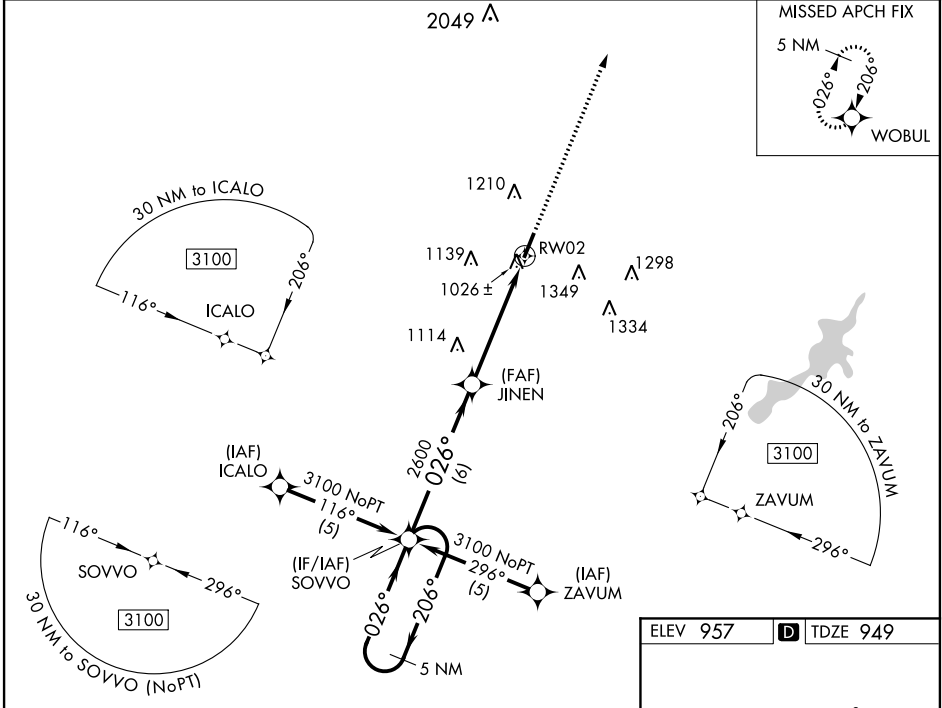 2049
MISSED APCH FIX
5 NM
026°
206°
WOBUL
30 NM to ICALO
3100
206°
116°
ICALO
1210
RW02
1139
1026 ±
1349
1298
1334
1114
(FAF)
JINEN
30 NM to ZAVUM
206°
3100
ZAVUM
296°
2600
026°
(6)
(IAF)
ICALO
3100 NoPT
116°
(5)
(IF/IAF)
SOVVO
3100 NoPT
296°
(5)
(IAF)
ZAVUM
026°
206°
5 NM
116°
SOVVO
296°
3100
30 NM to SOVVO (NoPT)
ELEV 957 D TDZE 949